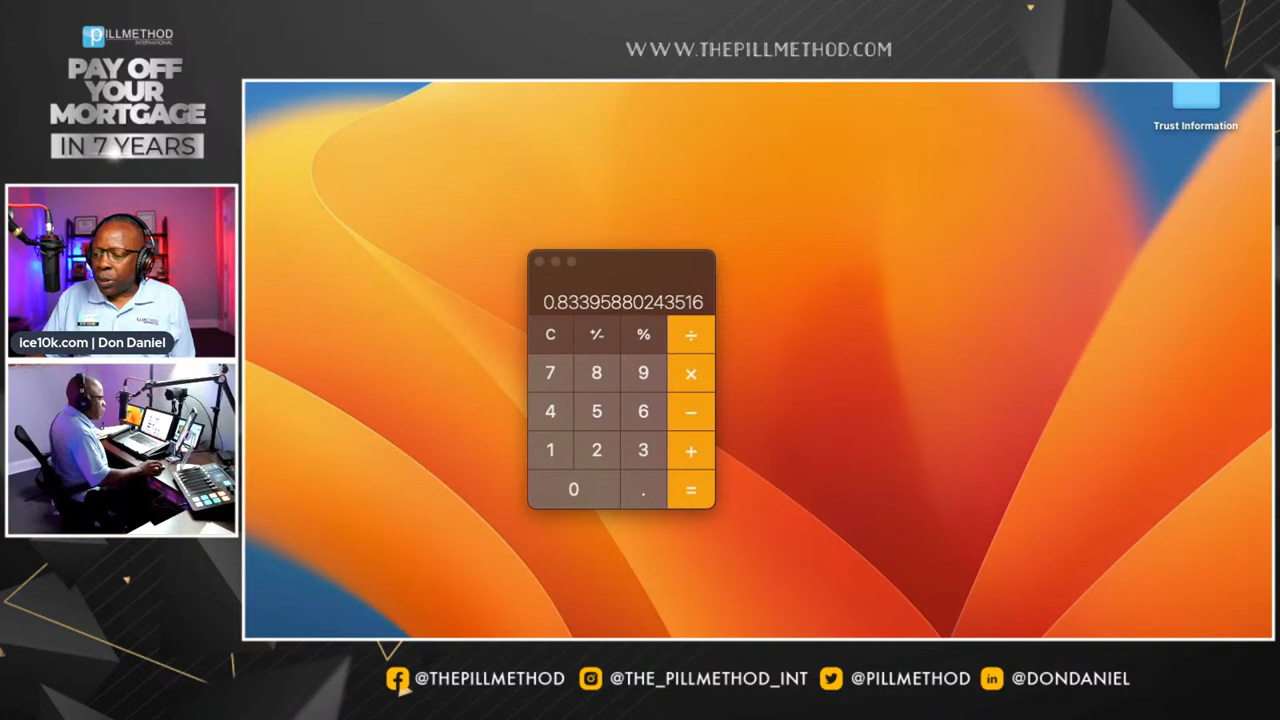 PILLMETHOD
INTERNATIONAL
PAY OFF
YOUR
MORTGAGE
IN 7 YEARS
WWW.THEPILLMETHOD.COM
Trust Information
ice10k.com | Don Daniel
0.83395880243516
C +/- % ÷
7 8 9 ×
4 5 6 −
1 2 3 +
0 . =
@THEPILLMETHOD @THE_PILLMETHOD_INT @PILLMETHOD @DONDANIEL